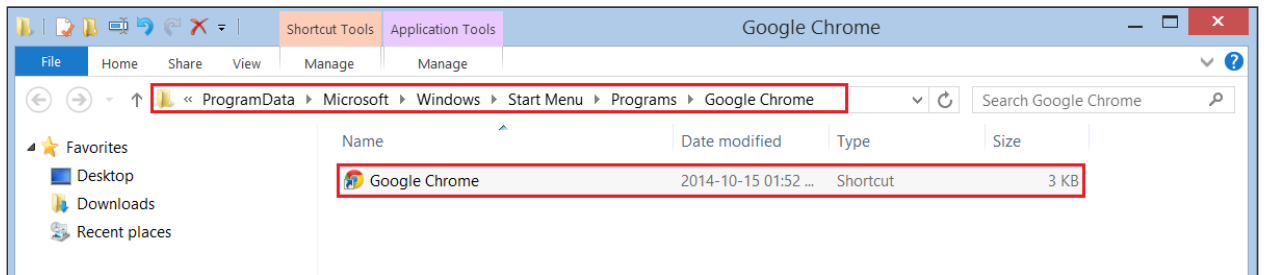 Shortcut Tools Application Tools Google Chrome
File Home Share View Manage Manage
« ProgramData Microsoft Windows Start Menu Programs Google Chrome Search Google Chrome
Favorites Name Date modified Type Size
Desktop Google Chrome 2014-10-15 01:52 ... Shortcut 3 KB
Downloads
Recent places